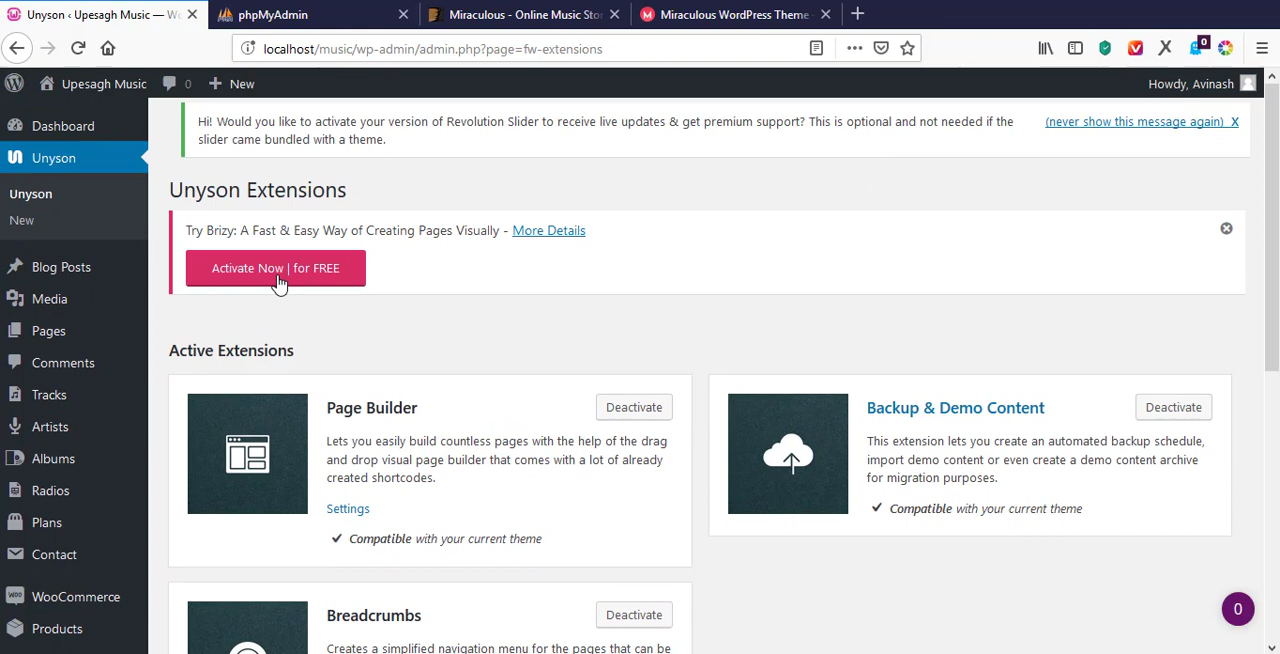 Unyson ‹ Upesagh Music — W
phpMyAdmin
Miraculous - Online Music Sto
Miraculous WordPress Theme -
localhost/music/wp-admin/admin.php?page=fw-extensions
0
Upesagh Music
0
New
Howdy, Avinash
Dashboard
Unyson
Unyson
New
Blog Posts
Media
Pages
Comments
Tracks
Artists
Albums
Radios
Plans
Contact
WooCommerce
Products
Hi! Would you like to activate your version of Revolution Slider to receive live updates & get premium support? This is optional and not needed if the
slider came bundled with a theme.
(never show this message again) X
Unyson Extensions
Try Brizy: A Fast & Easy Way of Creating Pages Visually - More Details
Activate Now | for FREE
Active Extensions
Page Builder
Deactivate
Lets you easily build countless pages with the help of the drag
and drop visual page builder that comes with a lot of already
created shortcodes.
Settings
Compatible with your current theme
Backup & Demo Content
Deactivate
This extension lets you create an automated backup schedule,
import demo content or even create a demo content archive
for migration purposes.
Compatible with your current theme
Breadcrumbs
Deactivate
Creates a simplified navigation menu for the pages that can be
0